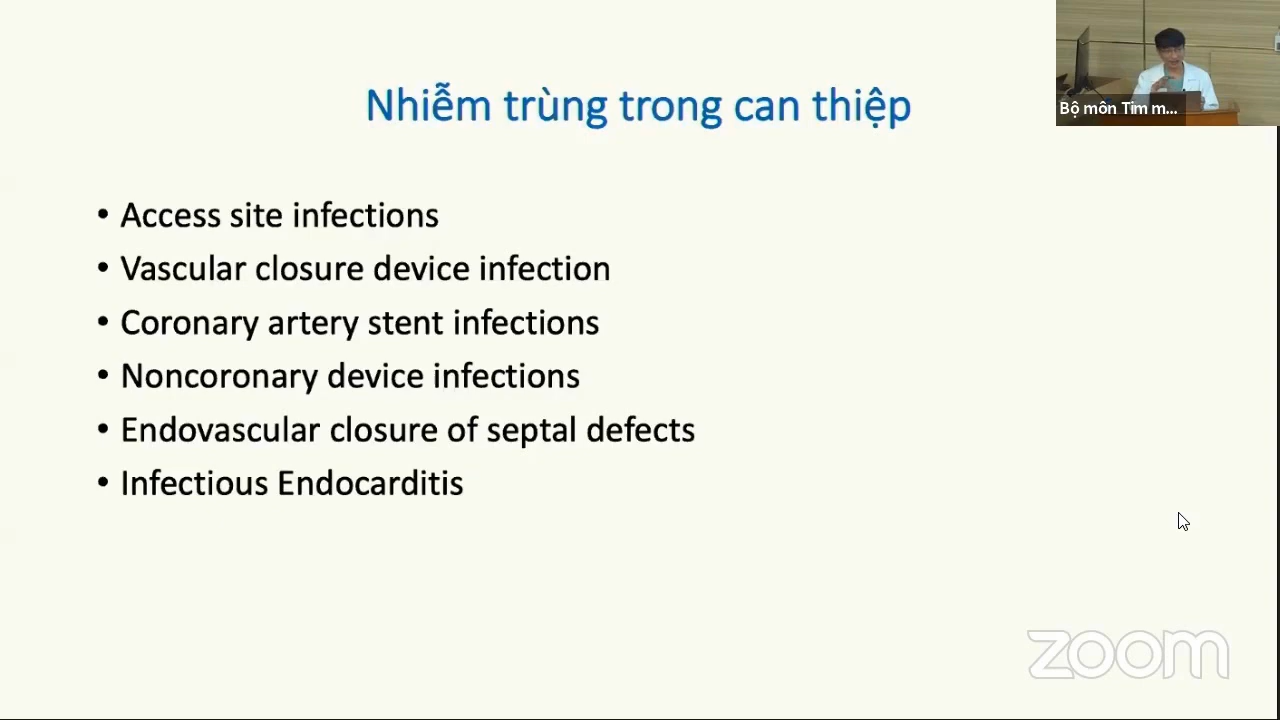 Nhiễm trùng trong can thiệp
Bộ môn Tim m...
• Access site infections
• Vascular closure device infection
• Coronary artery stent infections
• Noncoronary device infections
• Endovascular closure of septal defects
• Infectious Endocarditis
zoom